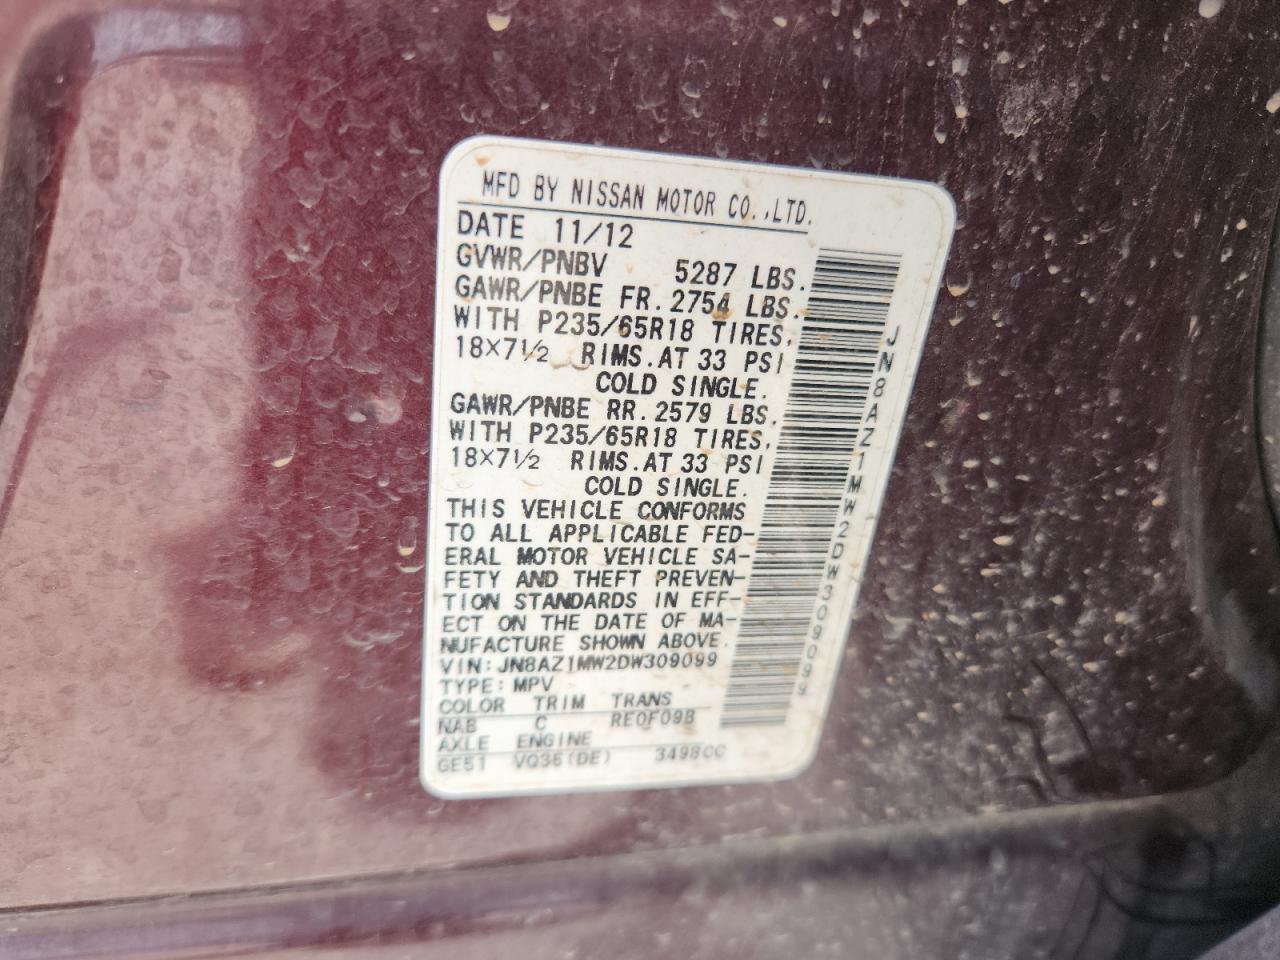 MFD BY NISSAN MOTOR CO.,LTD.
DATE 11/12
GVWR/PNBV 5287 LBS.
GAWR/PNBE FR. 2754 LBS.
WITH P235/65R18 TIRES,
18X7½ RIMS. AT 33 PSI
COLD SINGLE.
GAWR/PNBE RR. 2579 LBS,
WITH P235/65R18 TIRES,
18X7½ RIMS. AT 33 PSI
COLD SINGLE.
THIS VEHICLE CONFORMS
TO ALL APPLICABLE FED-
ERAL MOTOR VEHICLE SA-
FETY AND THEFT PREVEN-
TION STANDARDS IN EFF-
ECT ON THE DATE OF MA-
NUFACTURE SHOWN ABOVE.
VIN: JN8AZ1MW2DW309099
TYPE: MPV
COLOR TRIM TRANS
NAB C RE0F09B
AXLE ENGINE
GE51 VQ35(DE) 3498CC
JN8AZ1MW2DW309099